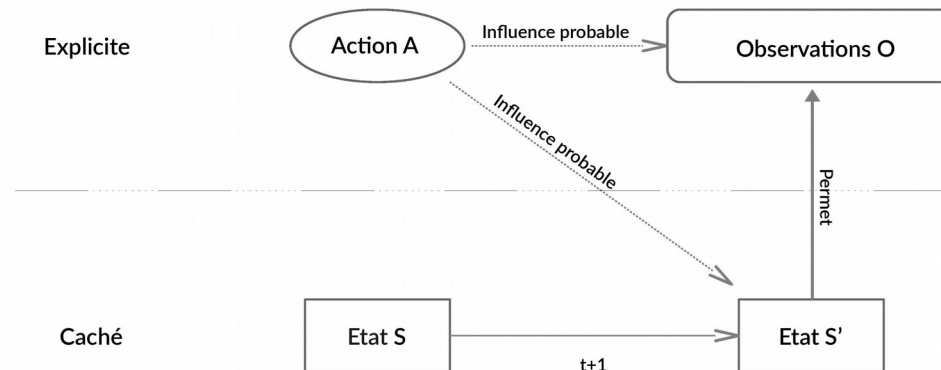 Explicite
Action A
Influence probable
Observations O
Influence probable
Permet
Caché
Etat S
t+1
Etat S’